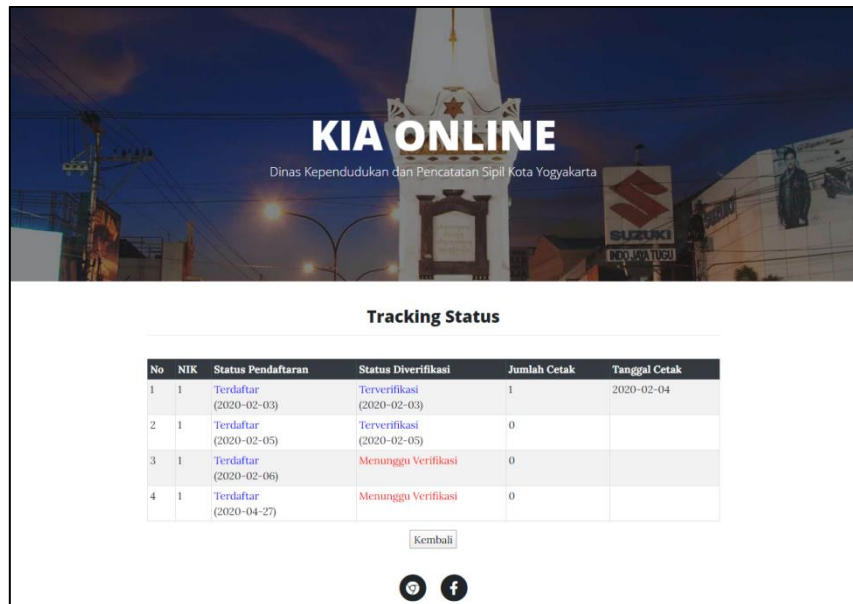 KIA ONLINE
Dinas Kependudukan dan Pencatatan Sipil Kota Yogyakarta
SUZUKI
INDO JAYA TUGU
Tracking Status
No NIK Status Pendaftaran Status Diverifikasi Jumlah Cetak Tanggal Cetak
1 1 Terdaftar Terverifikasi 1 2020-02-04
(2020-02-03) (2020-02-03)
2 1 Terdaftar Terverifikasi 0
(2020-02-05) (2020-02-05)
3 1 Terdaftar Menunggu Verifikasi 0
(2020-02-06)
4 1 Terdaftar Menunggu Verifikasi 0
(2020-04-27)
Kembali